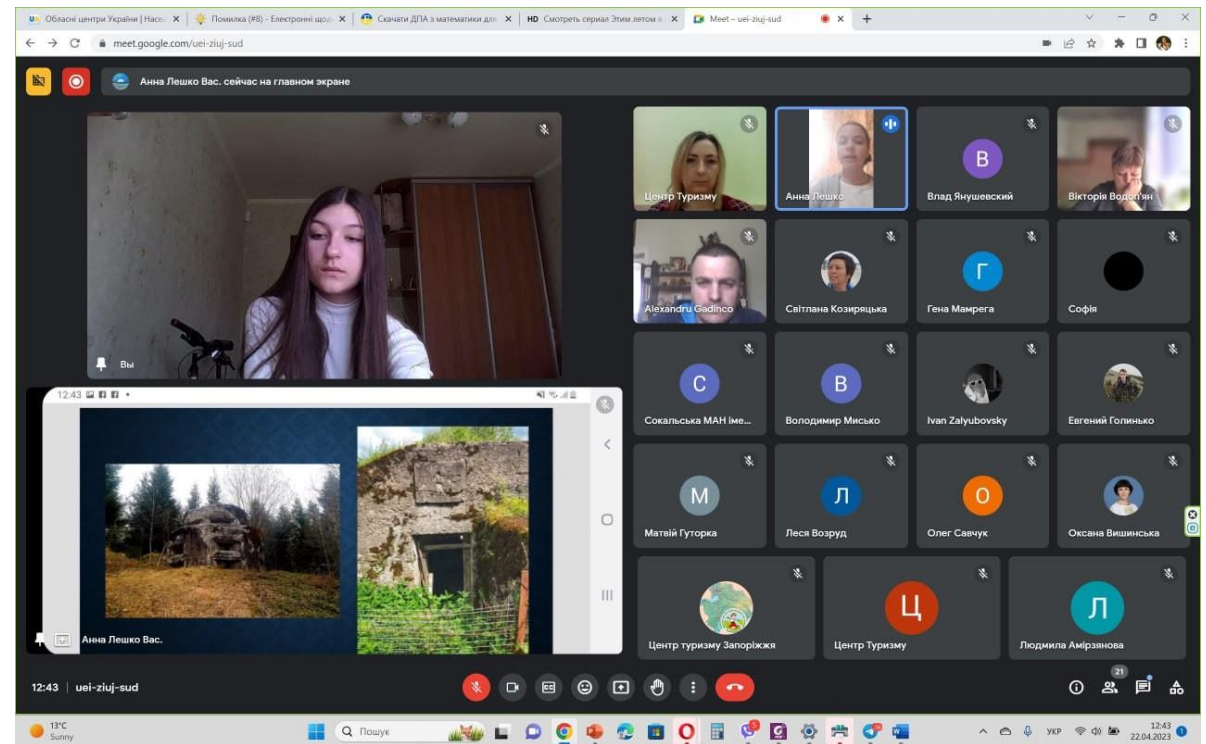 Обласні центри України | Насе
Помилка (#8) - Електронні щод
Скачати ДПА з математики для
HD Смотреть сериал Этим летом я
Meet – uei-ziuj-sud
meet.google.com/uei-ziuj-sud
Анна Лешко Вас. сейчас на главном экране
Вы
12:43
Анна Лешко Вас.
Центр Туризму
Анна Лешко
В
Влад Янушевский
Вікторія Водоп'ян
Alexandru Gadinco
Світлана Козиряцька
Г
Гена Мамрега
Софія
С
Сокальська МАН іме...
В
Володимир Мисько
Ivan Zalyubovsky
Евгений Голинько
М
Матвій Гуторка
Л
Леся Возруд
О
Олег Савчук
Оксана Вишинська
Центр туризму Запоріжжя
Ц
Центр Туризму
Л
Людмила Амірзянова
12:43 | uei-ziuj-sud
21
13°C
Sunny
Пошук
УКР
12:43
22.04.2023